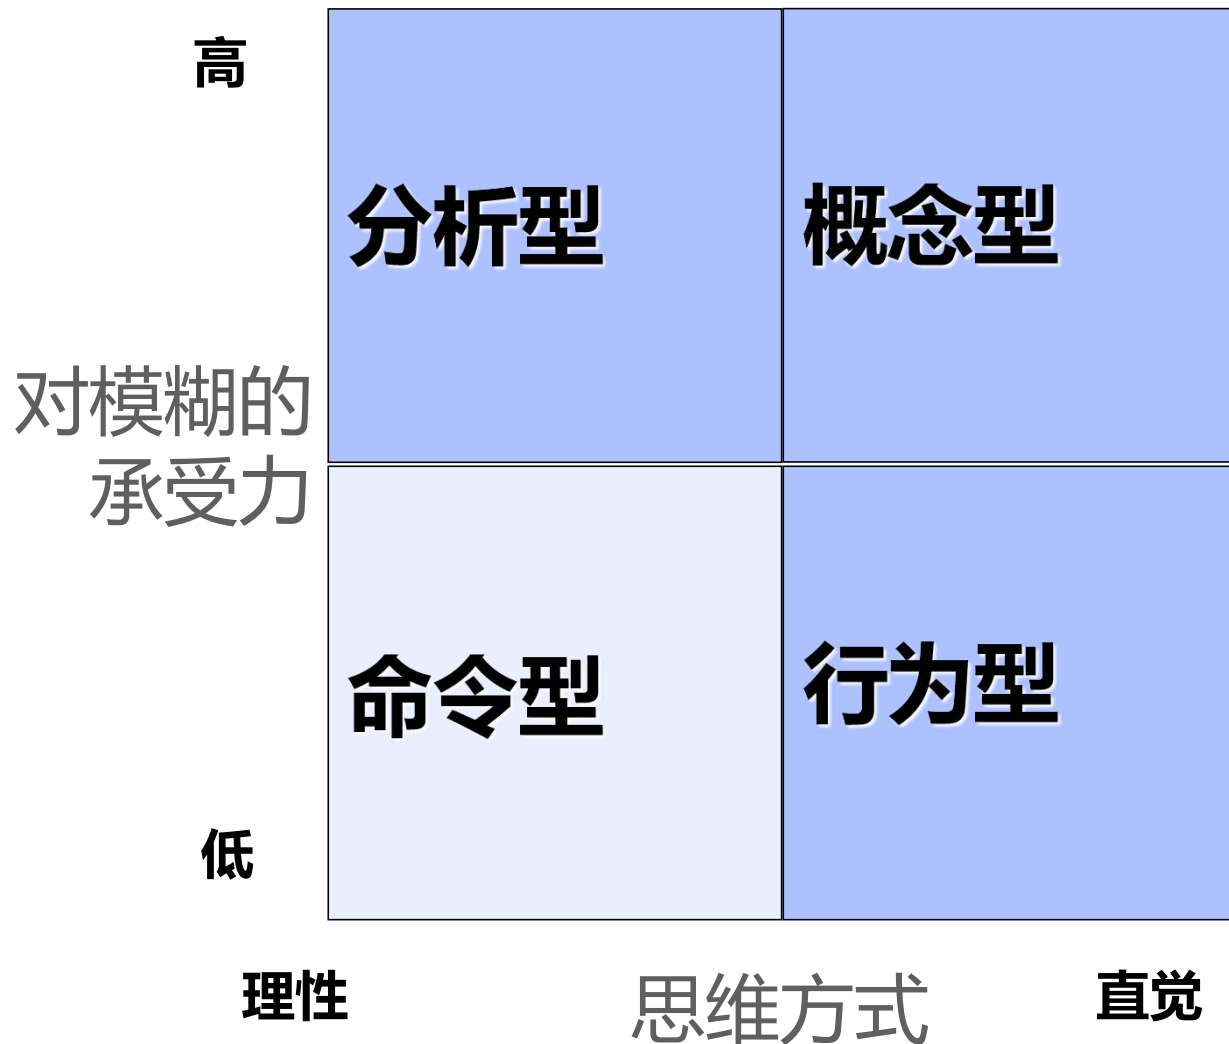 高
分析型
概念型
对模糊的
承受力
命令型
行为型
低
理性
思维方式
直觉